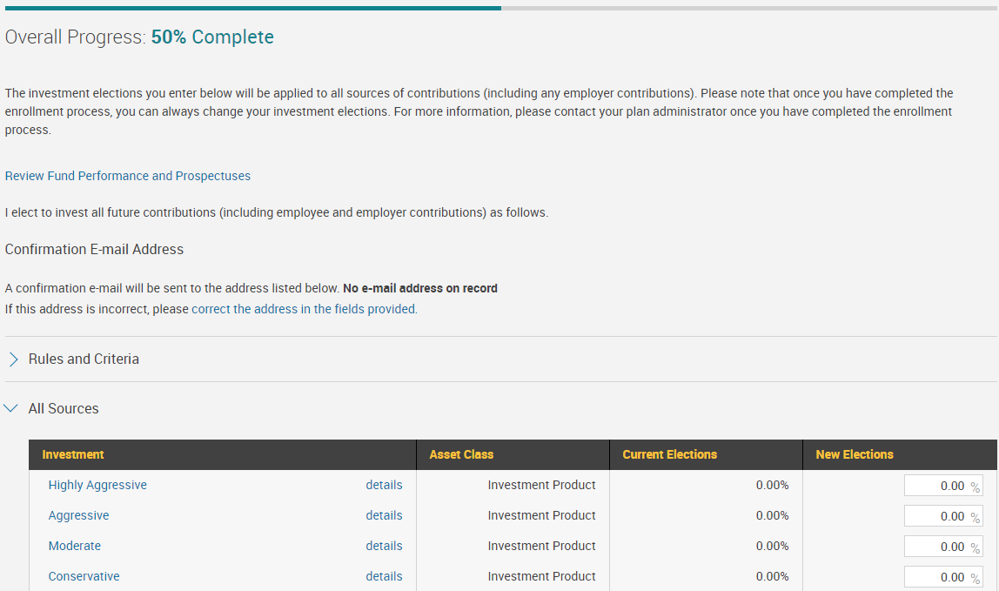 Overall Progress: 50% Complete
The investment elections you enter below will be applied to all sources of contributions (including any employer contributions). Please note that once you have completed the
enrollment process, you can always change your investment elections. For more information, please contact your plan administrator once you have completed the enrollment
process.
Review Fund Performance and Prospectuses
I elect to invest all future contributions (including employee and employer contributions) as follows.
Confirmation E-mail Address
A confirmation e-mail will be sent to the address listed below. No e-mail address on record
If this address is incorrect, please correct the address in the fields provided.
Rules and Criteria
All Sources
Investment Asset Class Current Elections New Elections
Highly Aggressive details Investment Product 0.00% 0.00 %
Aggressive details Investment Product 0.00% 0.00 %
Moderate details Investment Product 0.00% 0.00 %
Conservative details Investment Product 0.00% 0.00 %